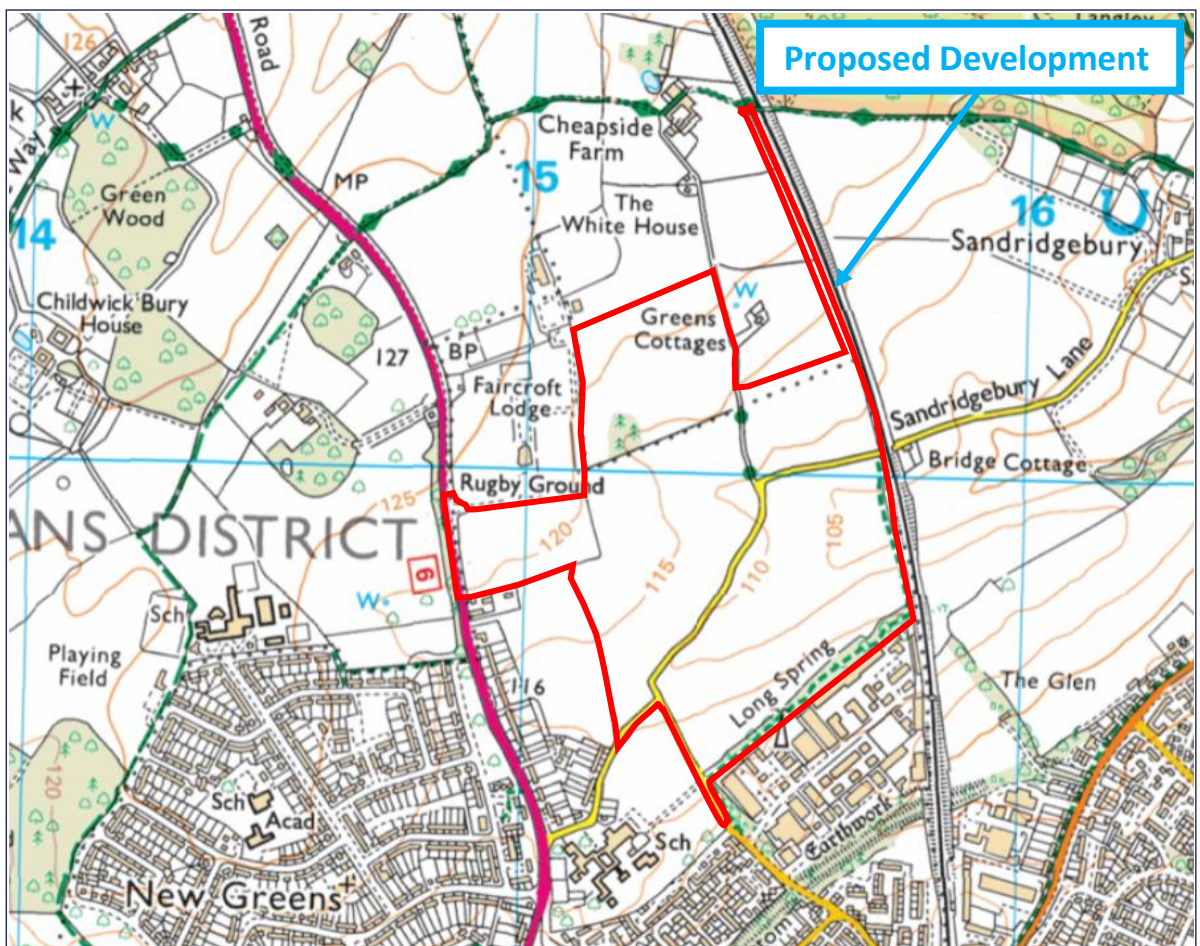 126
Road
Langley
Proposed Development
k
Way
W
Green
Wood
MP
14
15
Cheapside
Farm
The
White House
16
U
Sandridgebury
S
Childwick Bury
House
127
BP
W
Greens
Cottages
Faircroft
Lodge
Sandridgebury Lane
Bridge Cottage
Rugby Ground
125
120
115
110
105
ANS DISTRICT
6
W
Sch
Playing
Field
116
Long Spring
The Glen
120
Sch
Acad
Sch
Earthwork
New Greens